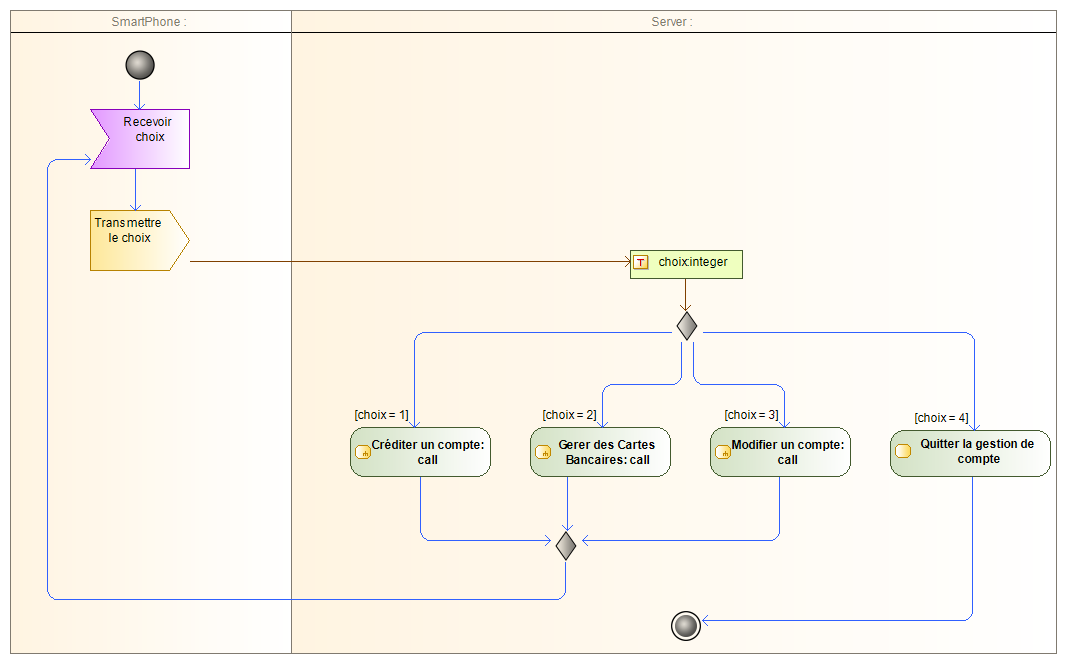 SmartPhone :
Server :
Recevoir
choix
Transmettre
le choix
T
choix:integer
[choix = 1]
[choix = 2]
[choix = 3]
[choix = 4]
Créditer un compte:
call
Gerer des Cartes
Bancaires: call
Modifier un compte:
call
Quitter la gestion de
compte